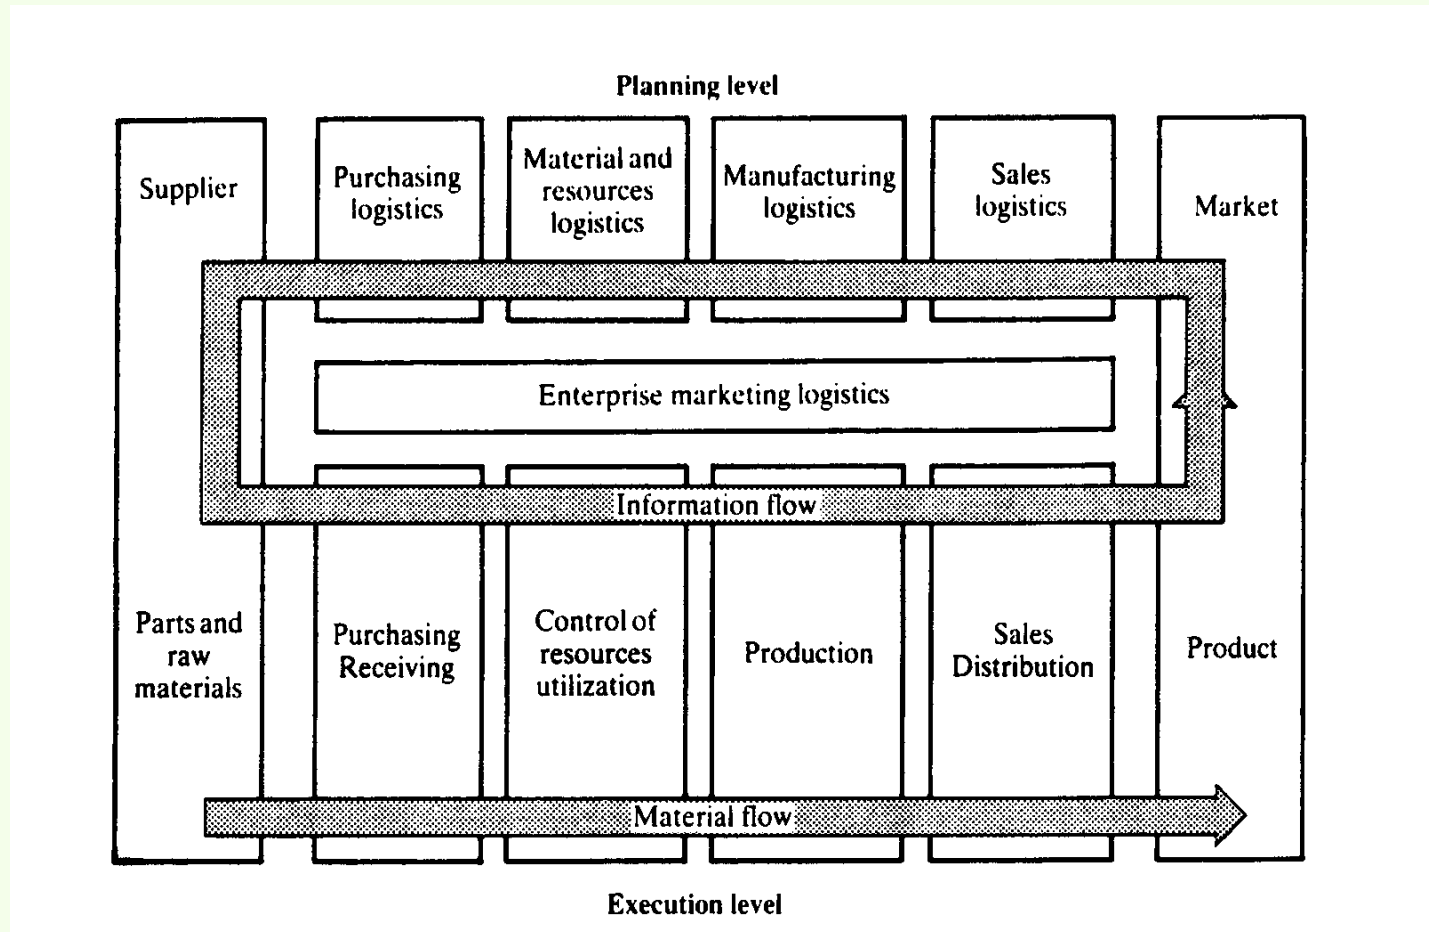 Planning level
Supplier
Purchasing
logistics
Material and
resources
logistics
Manufacturing
logistics
Sales
logistics
Market
Enterprise marketing logistics
Information flow
Parts and
raw
materials
Purchasing
Receiving
Control of
resources
utilization
Production
Sales
Distribution
Product
Material flow
Execution level